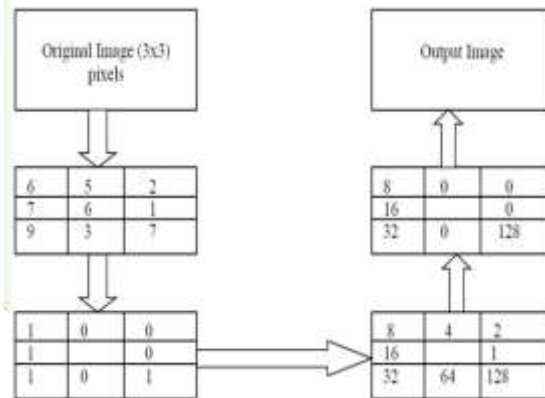 Original Image (3x3)
pixels
Output Image
6 5 2
7 6 1
9 3 7
8 0 0
16 0
32 0 128
1 0 0
1 0
1 0 1
8 4 2
16 1
32 64 128